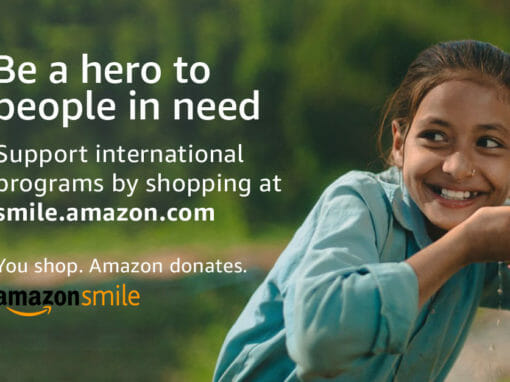 Be a hero to
people in need
Support international
programs by shopping at
smile.amazon.com
You shop. Amazon donates.
amazonsmile